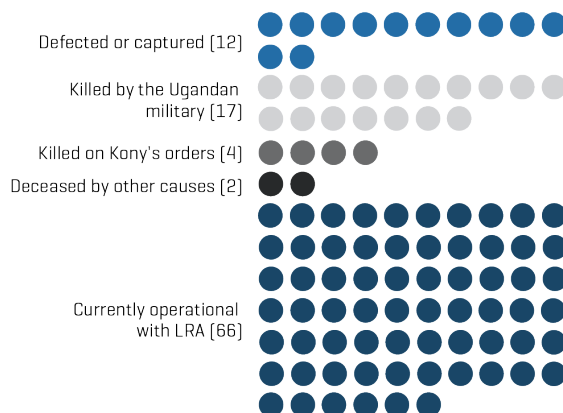 Defected or captured (12)
Killed by the Ugandan
military (17)
Killed on Kony's orders (4)
Deceased by other causes (2)
Currently operational
with LRA (66)